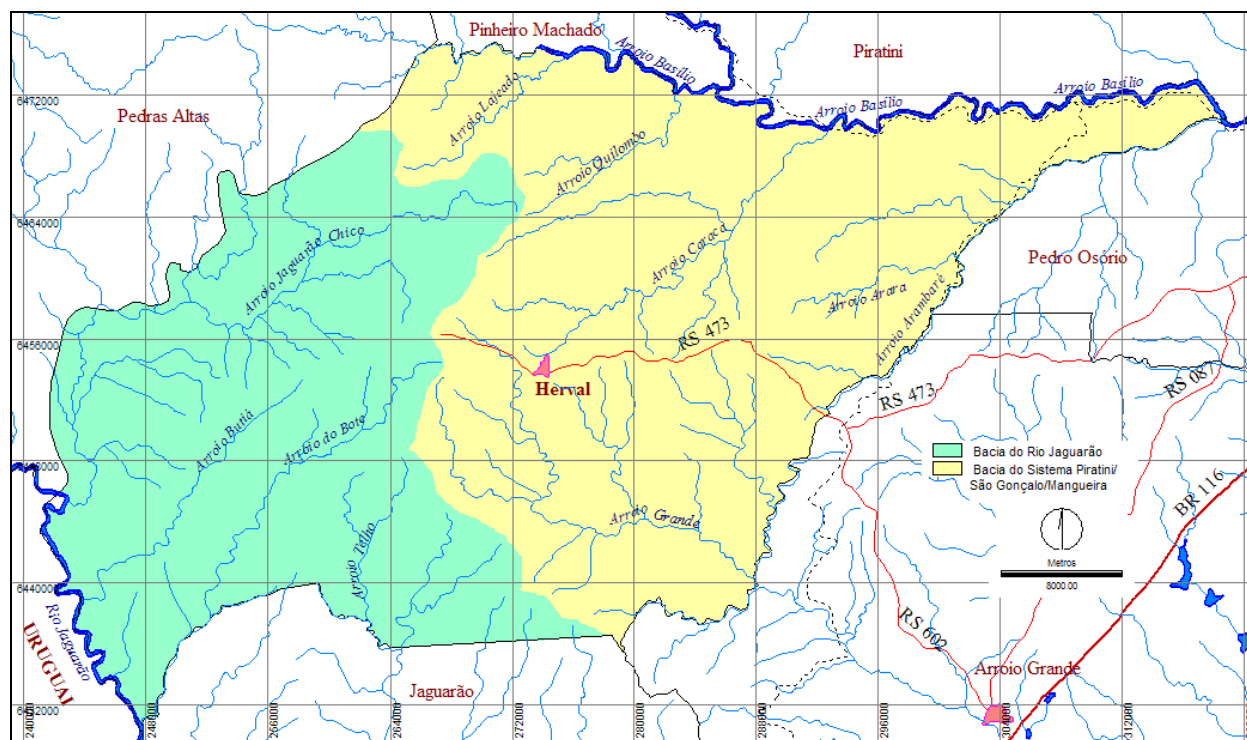 Pinheiro Machado
Piratini
Arroio Basílio
Arroio Basílio
Arroio Basílio
Arroio Lajeado
6472000
Pedras Altas
Arroio Quilombo
6464000
Arroio Jaguarão Chico
Arroio Caraca
Pedro Osório
Arroio Arara
Arroio Arambaré
6456000
RS 473
Herval
RS 473
RS 087
Arroio Butiá
Arroio do Bote
6448000
Bacia do Rio Jaguarão
Bacia do Sistema Piratini/
São Gonçalo/Mangueira
BR 116
Arroio Grande
Arroio Telho
Metros
8000.00
6440000
Rio Jaguarão
URUGUAI
RS 602
Arroio Grande
Jaguarão
6432000
240000
248000
256000
264000
272000
280000
288000
296000
304000
312000